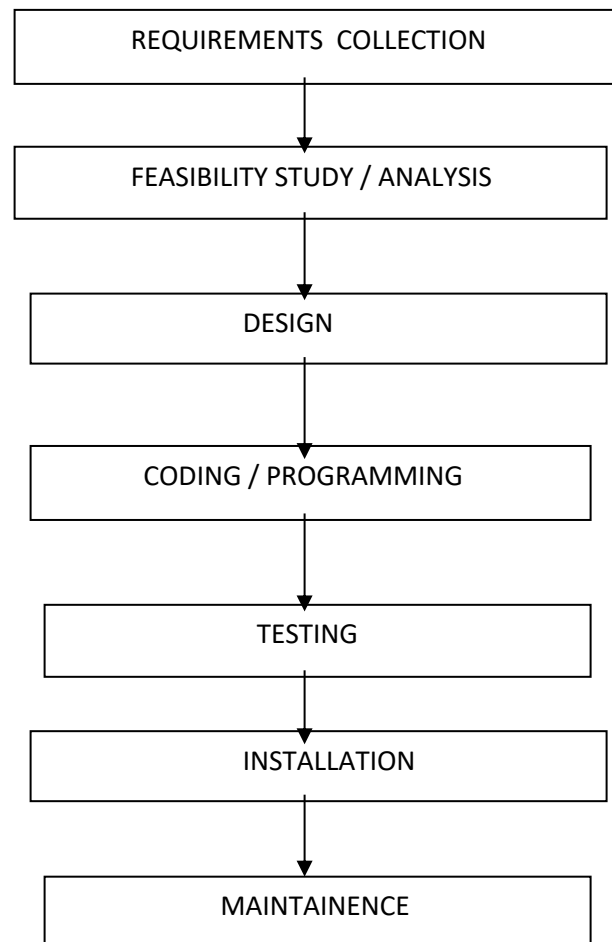 REQUIREMENTS COLLECTION
FEASIBILITY STUDY / ANALYSIS
DESIGN
CODING / PROGRAMMING
TESTING
INSTALLATION
MAINTAINENCE